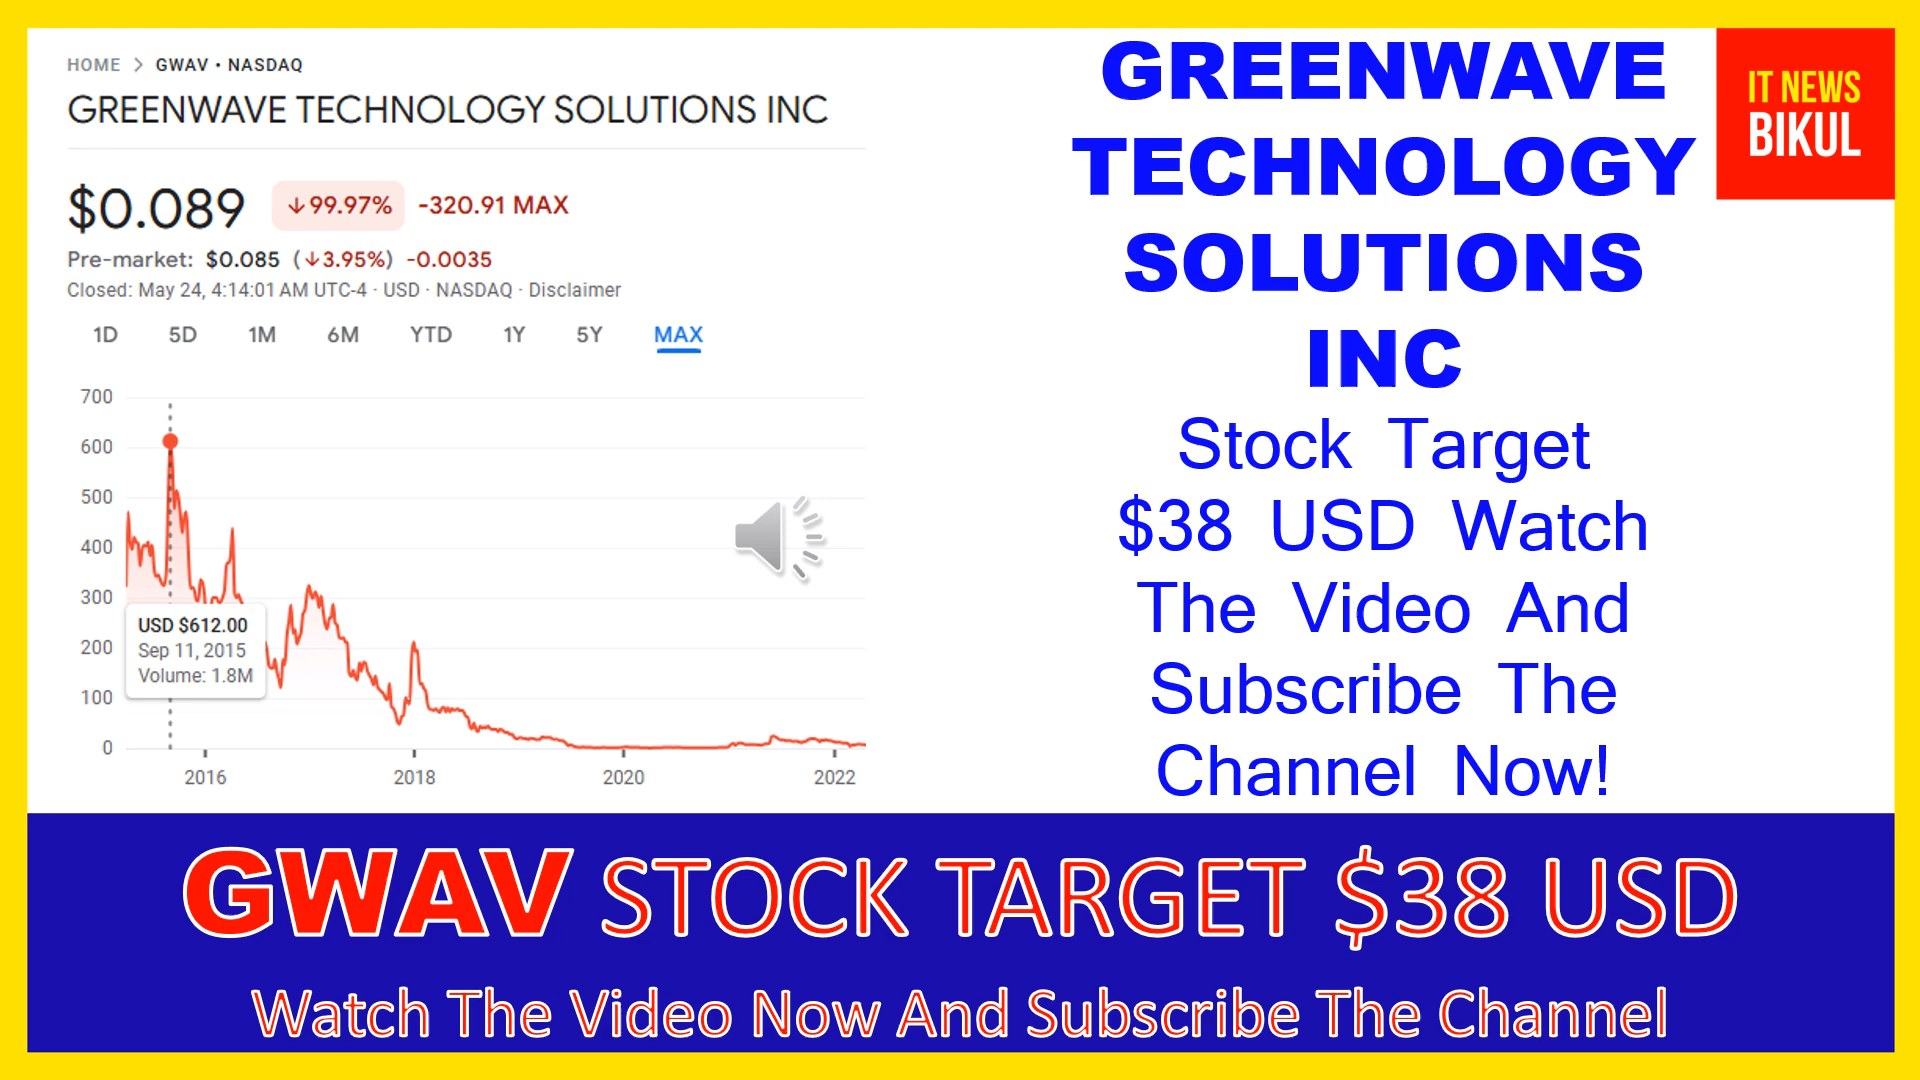 HOME > GWAV • NASDAQ
GREENWAVE TECHNOLOGY SOLUTIONS INC
$0.089 ↓99.97% -320.91 MAX
Pre-market: $0.085 (↓3.95%) -0.0035
Closed: May 24, 4:14:01 AM UTC-4 · USD · NASDAQ · Disclaimer
1D 5D 1M 6M YTD 1Y 5Y MAX
700
600
500
400
300
200
100
0
USD $612.00
Sep 11, 2015
Volume: 1.8M
2016 2018 2020 2022
GREENWAVE
TECHNOLOGY
SOLUTIONS
INC
Stock Target
$38 USD Watch
The Video And
Subscribe The
Channel Now!
IT NEWS
BIKUL
GWAV STOCK TARGET $38 USD
Watch The Video Now And Subscribe The Channel